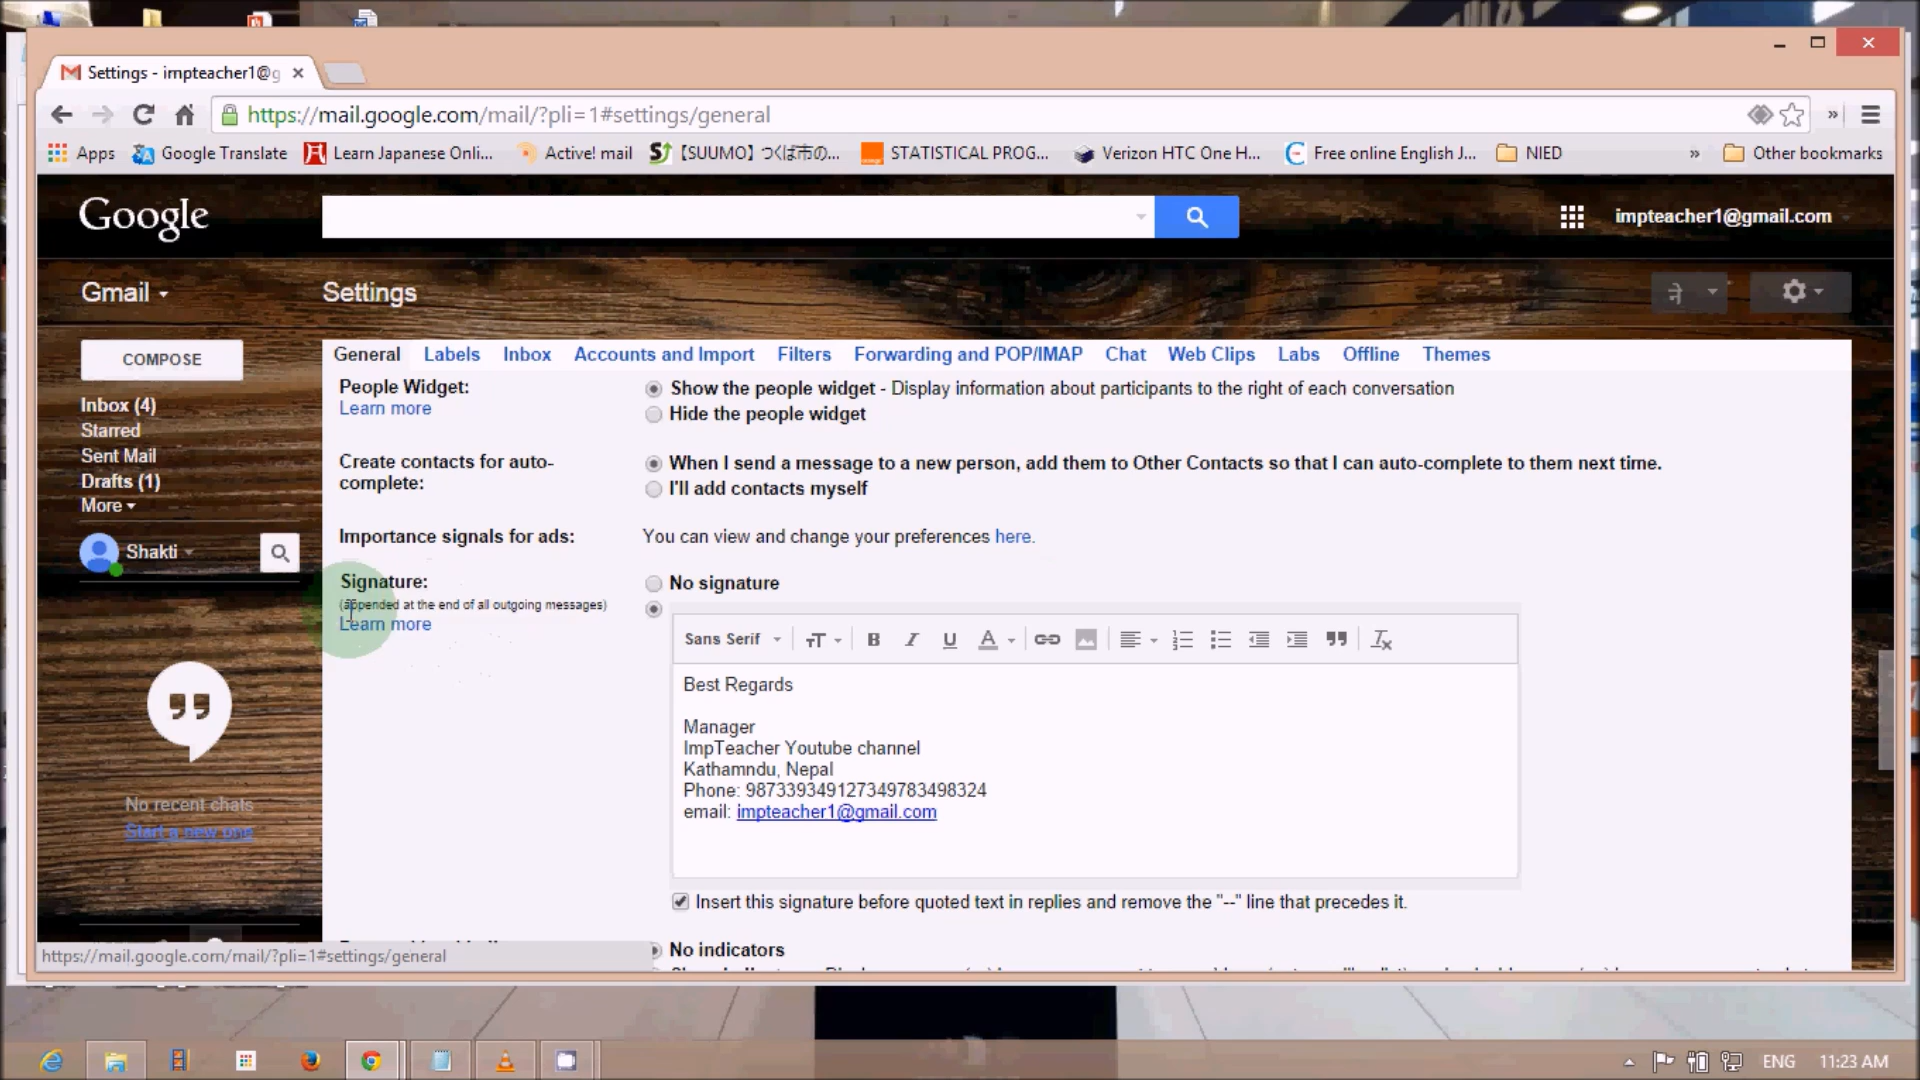 Settings - impteacher1@g
https://mail.google.com/mail/?pli=1#settings/general
Apps Google Translate Learn Japanese Onli... Active! mail 【SUUMO】つくば市の... STATISTICAL PROG... Verizon HTC One H... Free online English J... NIED » Other bookmarks
Google
impteacher1@gmail.com
Gmail
Settings
COMPOSE
Inbox (4)
Starred
Sent Mail
Drafts (1)
More
Shakti
No recent chats
Start a new one
General Labels Inbox Accounts and Import Filters Forwarding and POP/IMAP Chat Web Clips Labs Offline Themes
People Widget:
Learn more
Show the people widget - Display information about participants to the right of each conversation
Hide the people widget
Create contacts for auto-
complete:
When I send a message to a new person, add them to Other Contacts so that I can auto-complete to them next time.
I'll add contacts myself
Importance signals for ads:
You can view and change your preferences here.
Signature:
(appended at the end of all outgoing messages)
Learn more
No signature
Sans Serif
Best Regards
Manager
ImpTeacher Youtube channel
Kathamndu, Nepal
Phone: 987339349127349783498324
email: impteacher1@gmail.com
Insert this signature before quoted text in replies and remove the "--" line that precedes it.
No indicators
https://mail.google.com/mail/?pli=1#settings/general
ENG 11:23 AM